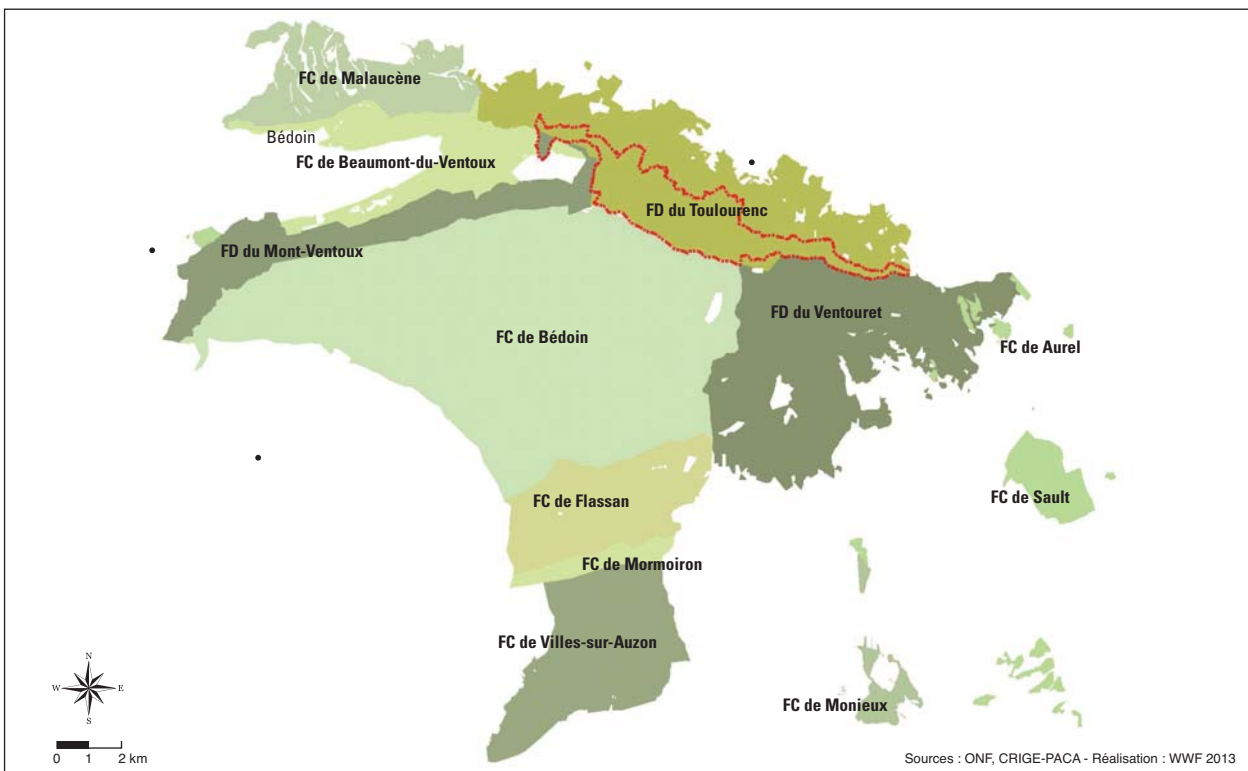 FC de Malaucène
Bédoin
FC de Beaumont-du-Ventoux
FD du Toulourenc
FD du Mont-Ventoux
FD du Ventouret
FC de Bédoin
FC de Aurel
FC de Sault
FC de Flassan
FC de Mormoiron
FC de Villes-sur-Auzon
FC de Monieux
N
W E
S
0 1 2 km
Sources : ONF, CRIGE-PACA - Réalisation : WWF 2013